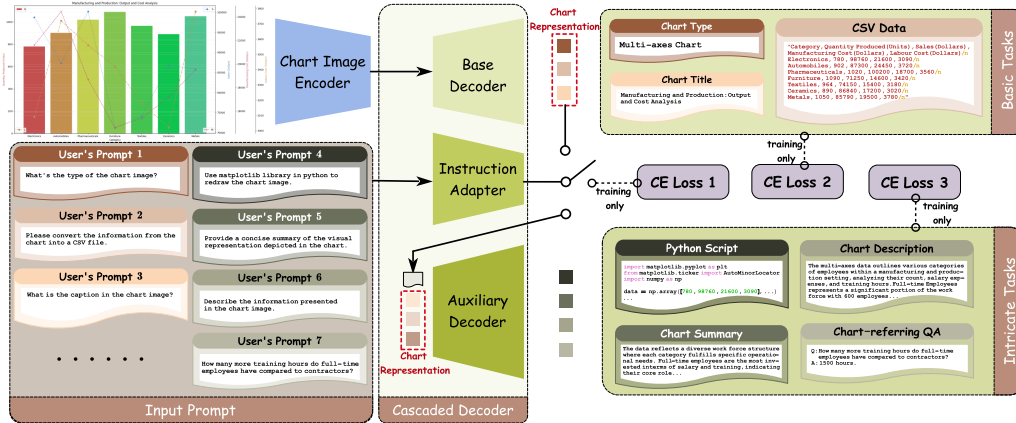 Manufacturing and Production: Output and Cost Analysis
Chart Image
Encoder
User's Prompt 1
What's the type of the chart image?
User's Prompt 2
Please convert the information from the
chart into a CSV file.
User's Prompt 3
What is the caption in the chart image?
. . . . . .
User's Prompt 4
Use matplotlib library in python to
redraw the chart image.
User's Prompt 5
Provide a concise summary of the visual
representation depicted in the chart.
User's Prompt 6
Describe the information presented
in the chart.
User's Prompt 7
How many more training hours do full-time
employees have compared to contractors?
Input Prompt
Base
Decoder
Instruction
Adapter
Auxiliary
Decoder
Chart
Representation
Cascaded Decoder
Chart
Representation
training
only
CE Loss 1
training
only
CE Loss 2
CE Loss 3
training
only
Chart Type
Multi-axes Chart
Chart Title
Manufacturing and Production: Output
and Cost Analysis
CSV Data
"Category, Quantity Produced(Units), Sales(Dollars),
Manufacturing Cost(Dollars), Labour Cost(Dollars)/n
Electronics, 780, 98760, 21600, 3090/n
Automobiles, 902, 87300, 24450, 3720/n
Pharmaceuticals, 1020, 100200, 18700, 3560/n
Furniture, 1090, 71250, 14600, 3420/n
Textiles, 964, 74150, 15400, 3180/n
Ceramics, 890, 86840, 17200, 3020/n
Metals, 1050, 85790, 19500, 3780/n"
Basic Tasks
Python Script
import matplotlib.pyplot as plt
from matplotlib.ticker import AutoMinorLocator
import numpy as np
data = np.array([780, 98760, 21600, 3090], ...)
...
Chart Description
The multi-axes data outlines various categories
of employees within a manufacturing and produc-
tion setting, analyzing their count, salary exp-
enses, and training hours. Full-time Employees
represents a significant portion of the work
force with 600 employees...
Chart Summary
The data reflects a diverse work force structure
where each category fulfills specific operatio-
nal needs. Full-time employees are the most inv-
ested interms of salary and training, indicating
their core role...
Chart-referring QA
Q: How many more training hours do full-time
employees have compared to contractors?
A: 1500 hours.
Intricate Tasks